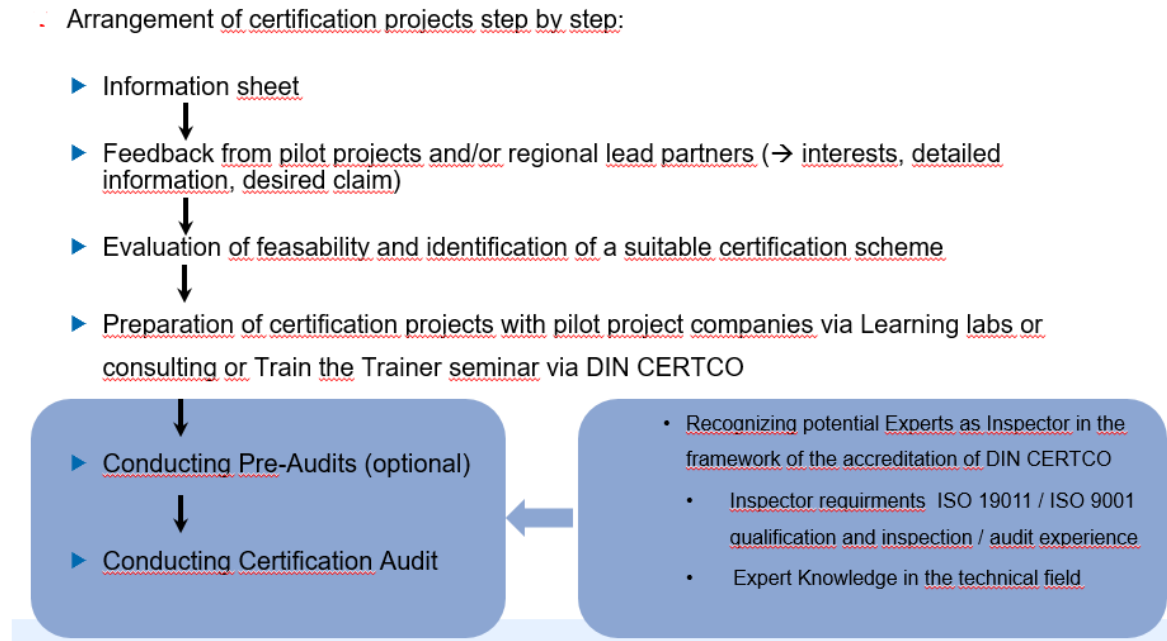 Arrangement of certification projects step by step:
Information sheet
Feedback from pilot projects and/or regional lead partners (→ interests, detailed
information, desired claim)
Evaluation of feasability and identification of a suitable certification scheme
Preparation of certification projects with pilot project companies via Learning labs or
consulting or Train the Trainer seminar via DIN CERTCO
Conducting Pre-Audits (optional)
Conducting Certification Audit
• Recognizing potential Experts as Inspector in the
framework of the accreditation of DIN CERTCO
• Inspector requirments ISO 19011 / ISO 9001
qualification and inspection / audit experience
• Expert Knowledge in the technical field